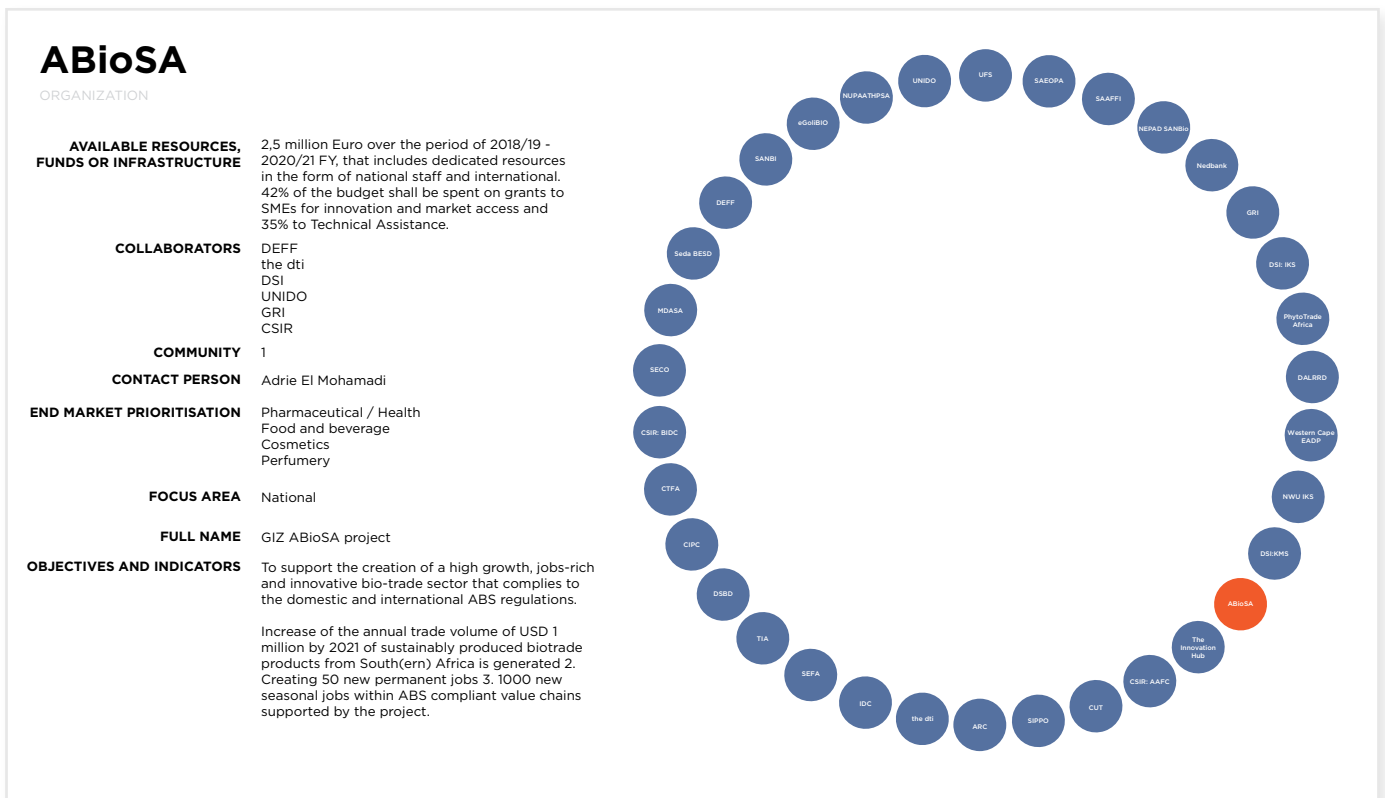 ABioSA
ORGANIZATION
AVAILABLE RESOURCES,
FUNDS OR INFRASTRUCTURE
2,5 million Euro over the period of 2018/19 -
2020/21 FY, that includes dedicated resources
in the form of national staff and international.
42% of the budget shall be spent on grants to
SMEs for innovation and market access and
35% to Technical Assistance.
COLLABORATORS
DEFF
the dti
DSI
UNIDO
GRI
CSIR
COMMUNITY
1
CONTACT PERSON
Adrie El Mohamadi
END MARKET PRIORITISATION
Pharmaceutical / Health
Food and beverage
Cosmetics
Perfumery
FOCUS AREA
National
FULL NAME
GIZ ABioSA project
OBJECTIVES AND INDICATORS
To support the creation of a high growth, jobs-rich
and innovative bio-trade sector that complies to
the domestic and international ABS regulations.
Increase of the annual trade volume of USD 1
million by 2021 of sustainably produced biotrade
products from South(ern) Africa is generated 2.
Creating 50 new permanent jobs 3. 1000 new
seasonal jobs within ABS compliant value chains
supported by the project.
UFS
SAEOPA
SAAFFI
NEPAD SANBio
Nedbank
GRI
DSI: IKS
PhytoTrade
Africa
DALRRD
Western Cape
EADP
NWU IKS
DSI:KMS
ABioSA
The
Innovation
Hub
CSIR: AAFC
CUT
SIPPO
ARC
the dti
IDC
SEFA
TIA
DSBD
CIPC
CTFA
CSIR: BIDC
SECO
MDASA
Seda BESD
DEFF
SANBI
eGoliBIO
NUPAATHPSA
UNIDO